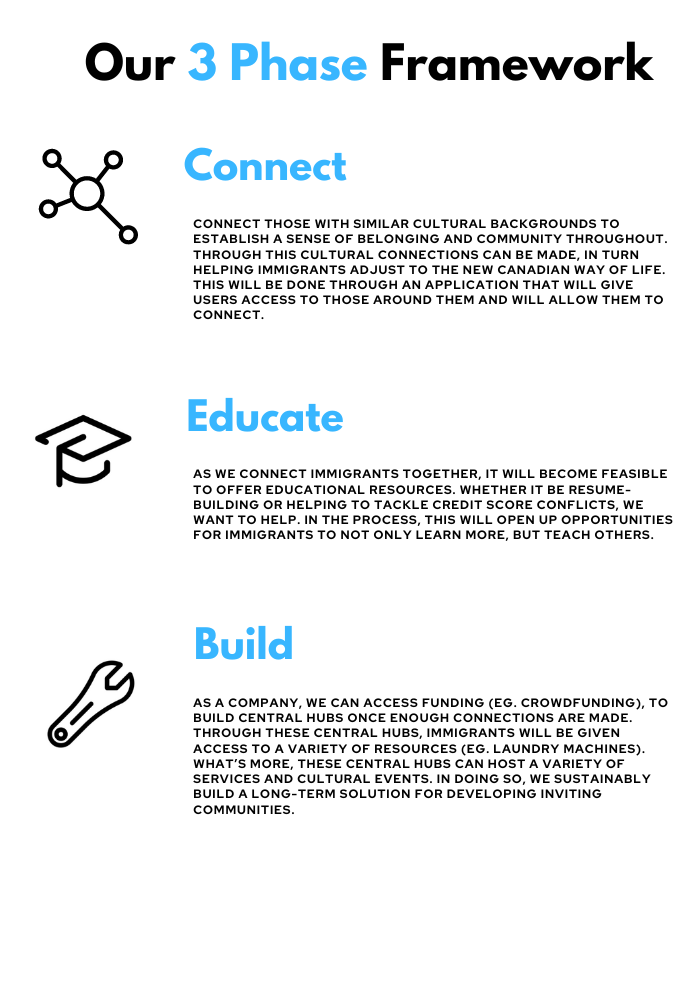 Our 3 Phase Framework
Connect
CONNECT THOSE WITH SIMILAR CULTURAL BACKGROUNDS TO
ESTABLISH A SENSE OF BELONGING AND COMMUNITY THROUGHOUT.
THROUGH THIS CULTURAL CONNECTIONS CAN BE MADE, IN TURN
HELPING IMMIGRANTS ADJUST TO THE NEW CANADIAN WAY OF LIFE.
THIS WILL BE DONE THROUGH AN APPLICATION THAT WILL GIVE
USERS ACCESS TO THOSE AROUND THEM AND WILL ALLOW THEM TO
CONNECT.
Educate
AS WE CONNECT IMMIGRANTS TOGETHER, IT WILL BECOME FEASIBLE
TO OFFER EDUCATIONAL RESOURCES. WHETHER IT BE RESUME-
BUILDING OR HELPING TO TACKLE CREDIT SCORE CONFLICTS, WE
WANT TO HELP. IN THE PROCESS, THIS WILL OPEN UP OPPORTUNITIES
FOR IMMIGRANTS TO NOT ONLY LEARN MORE, BUT TEACH OTHERS.
Build
AS A COMPANY, WE CAN ACCESS FUNDING (EG. CROWDFUNDING), TO
BUILD CENTRAL HUBS ONCE ENOUGH CONNECTIONS ARE MADE.
THROUGH THESE CENTRAL HUBS, IMMIGRANTS WILL BE GIVEN
ACCESS TO A VARIETY OF RESOURCES (EG. LAUNDRY MACHINES).
WHAT'S MORE, THESE CENTRAL HUBS CAN HOST A VARIETY OF
SERVICES AND CULTURAL EVENTS. IN DOING SO, WE SUSTAINABLY
BUILD A LONG-TERM SOLUTION FOR DEVELOPING INVITING
COMMUNITIES.